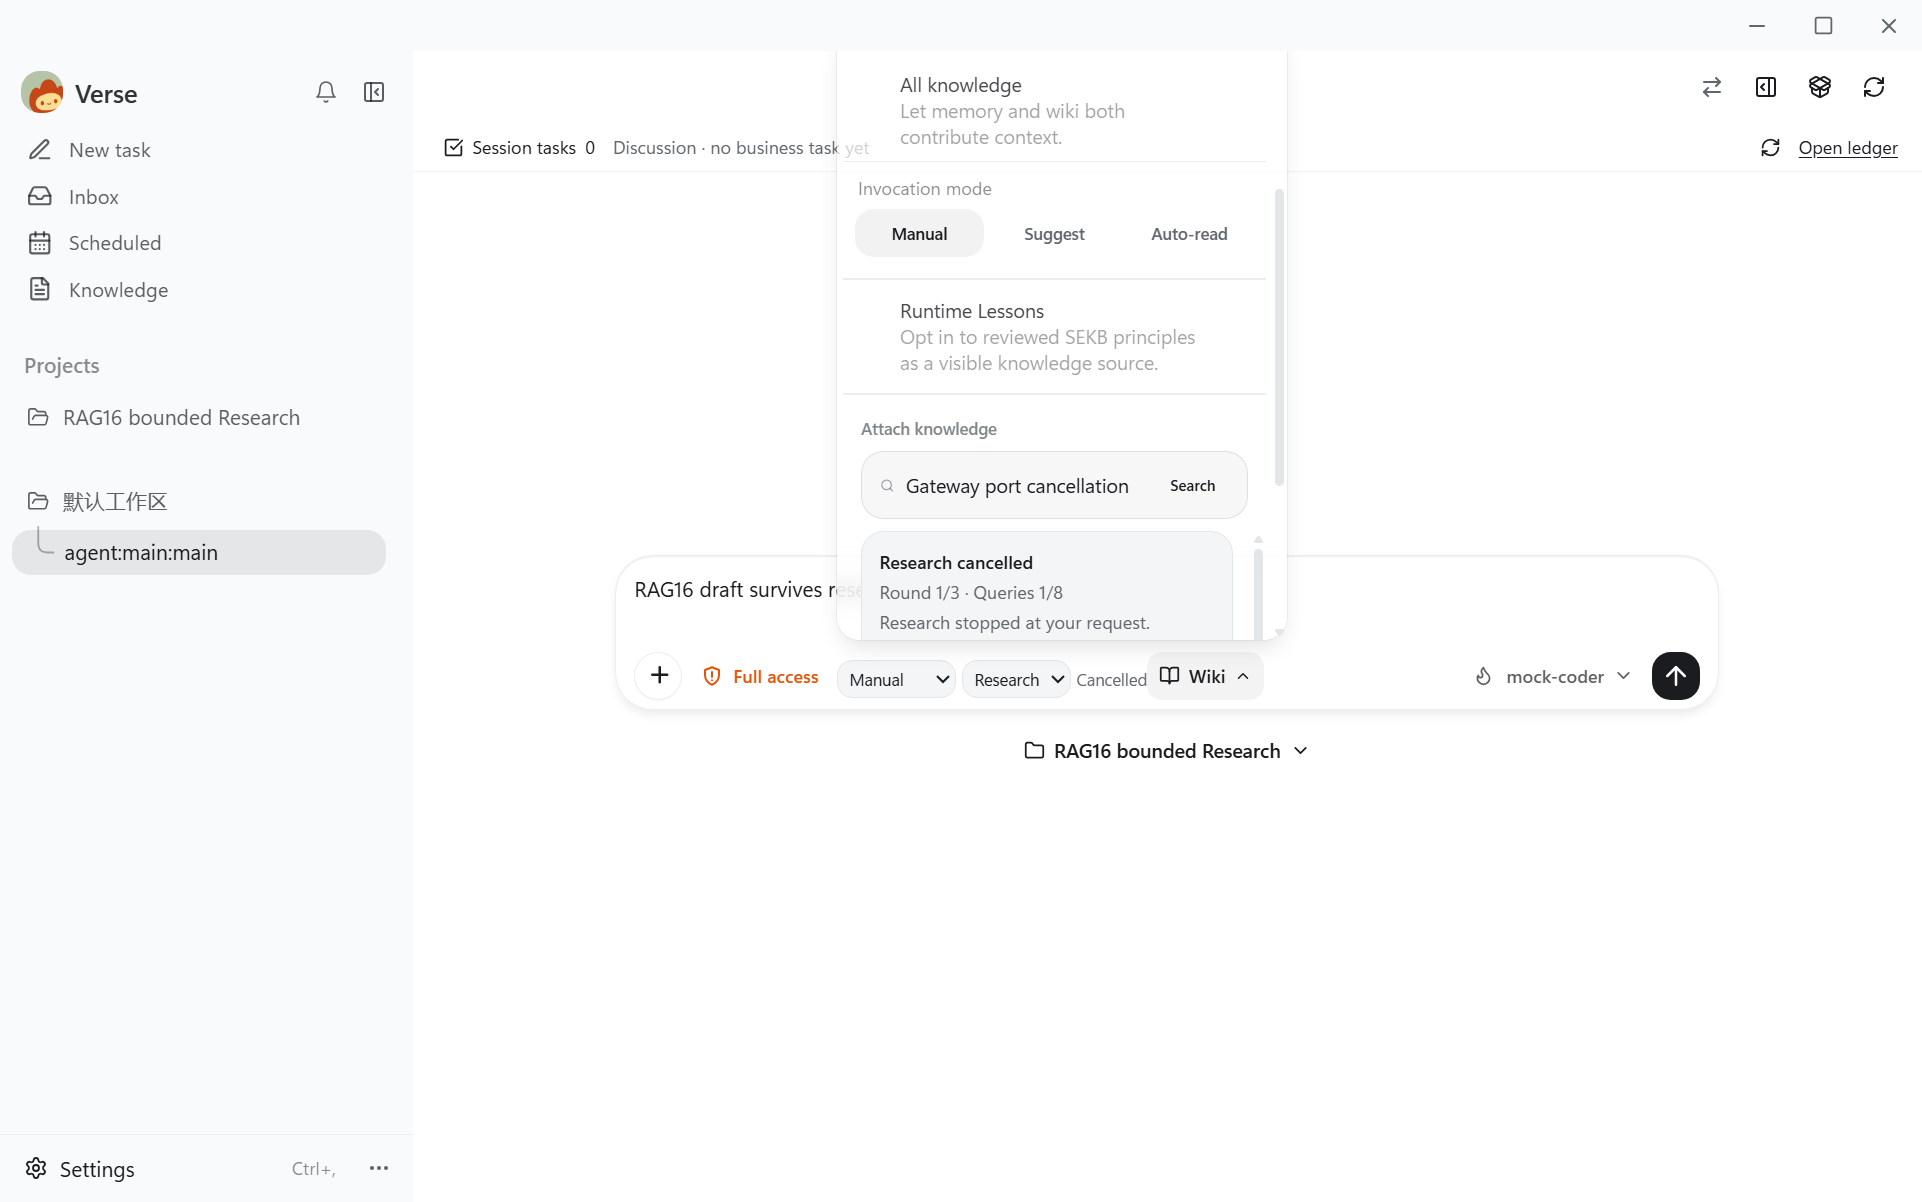 Verse
New task
Inbox
Scheduled
Knowledge
Projects
RAG16 bounded Research
默认工作区
agent:main:main
Settings
Ctrl+,
Session tasks 0 Discussion · no business task yet
Open ledger
All knowledge
Let memory and wiki both
contribute context.
Invocation mode
Manual Suggest Auto-read
Runtime Lessons
Opt in to reviewed SEKB principles
as a visible knowledge source.
Attach knowledge
Gateway port cancellation Search
Research cancelled
Round 1/3 · Queries 1/8
Research stopped at your request.
RAG16 draft survives rese
Full access Manual Research Cancelled Wiki mock-coder
RAG16 bounded Research